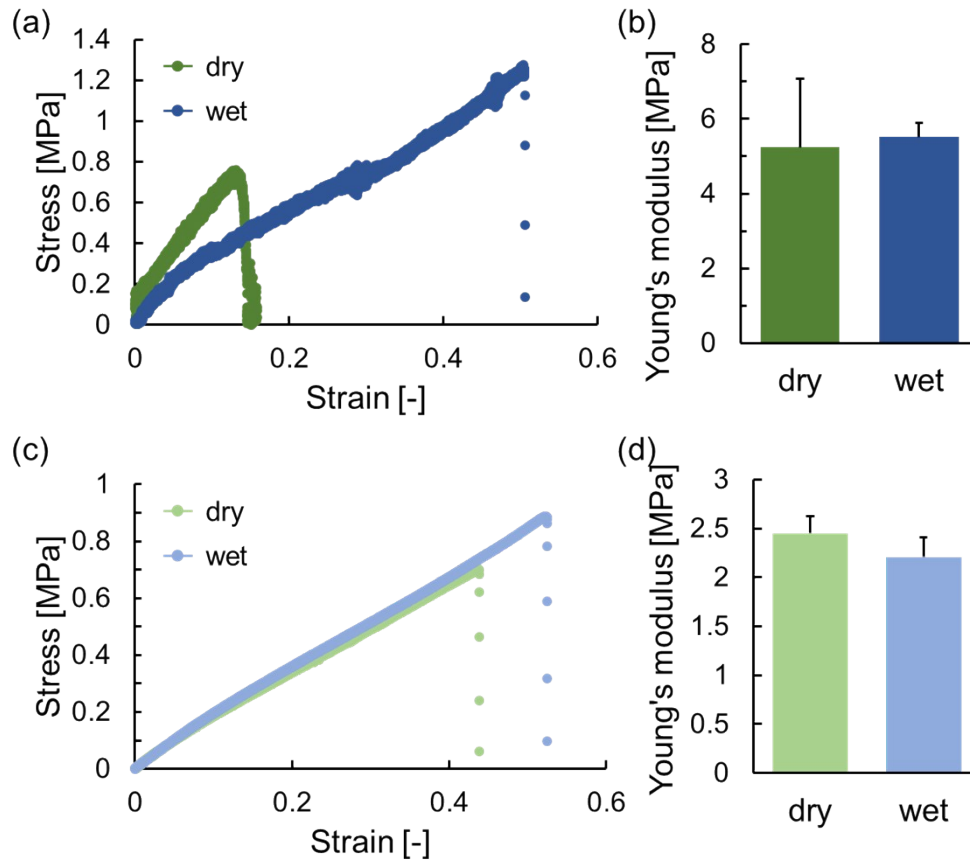 (a)
1.4
1.2
1
0.8
0.6
0.4
0.2
0
Stress [MPa]
dry
wet
0
0.2
0.4
0.6
Strain [-]
(b)
8
6
4
2
0
Young's modulus [MPa]
dry
wet
(c)
1
0.8
0.6
0.4
0.2
0
Stress [MPa]
dry
wet
0
0.2
0.4
0.6
Strain [-]
(d)
3
2.5
2
1.5
1
0.5
0
Young's modulus [MPa]
dry
wet